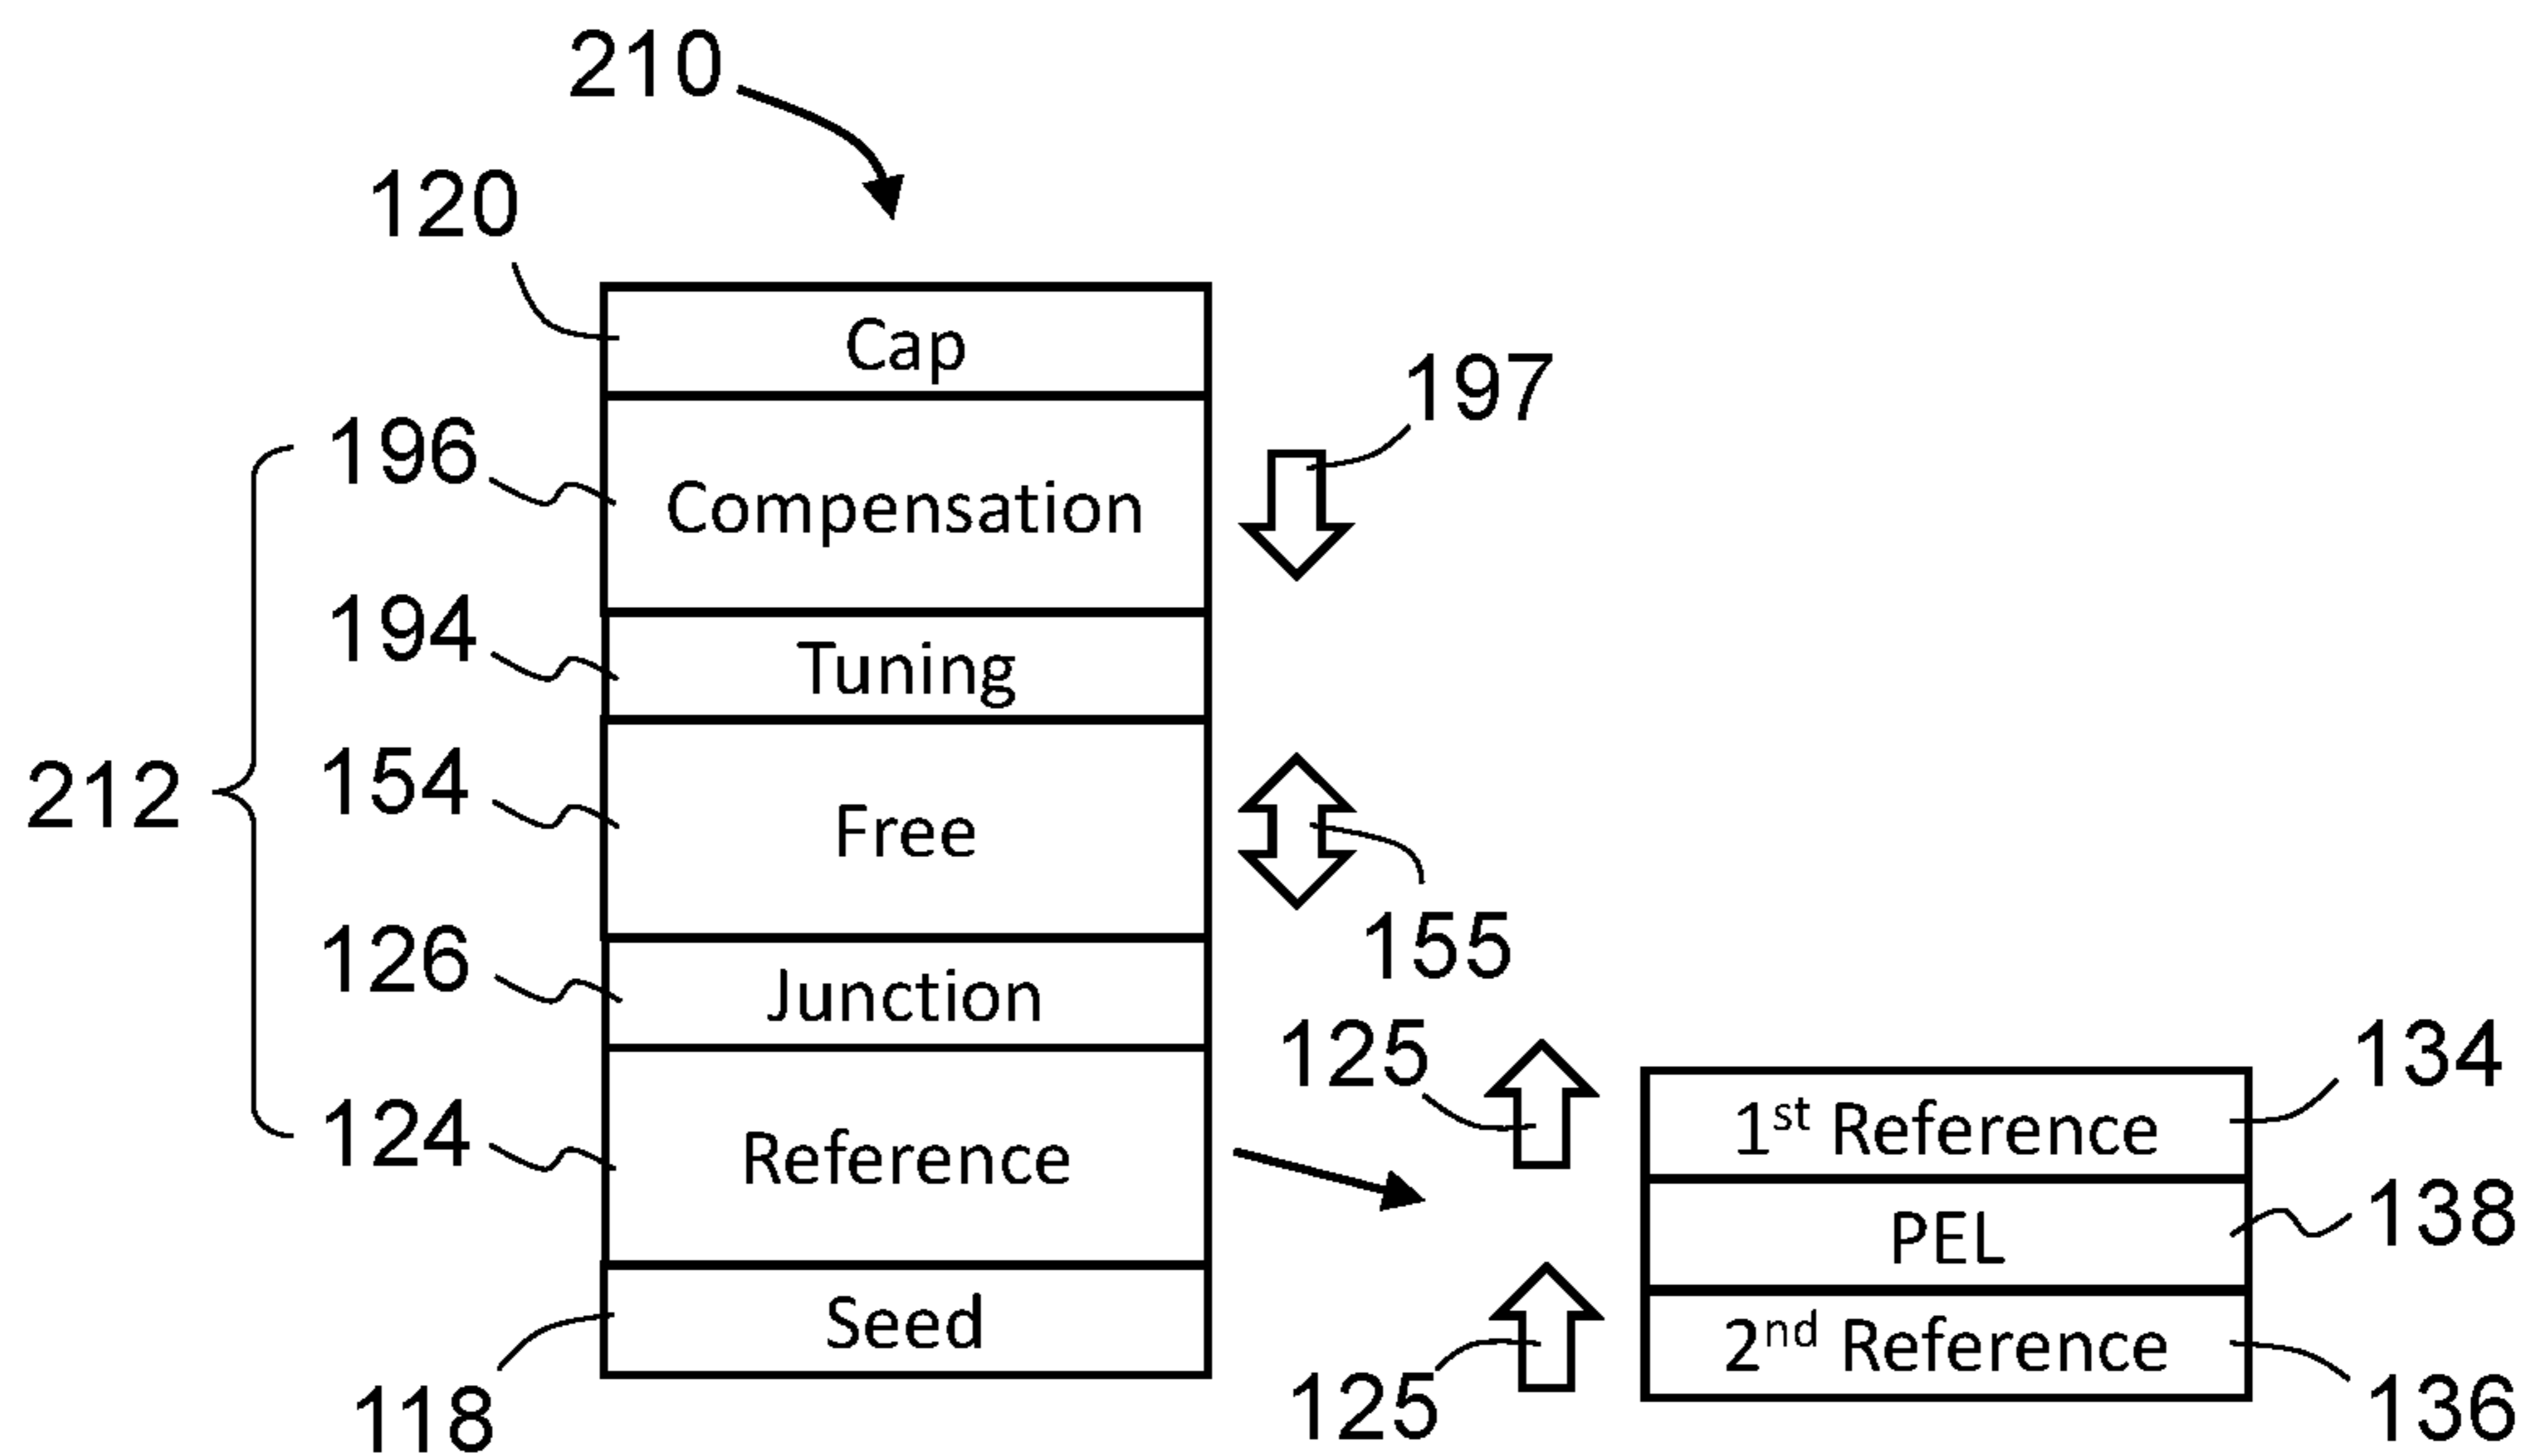 210
120
Cap
197
196
Compensation
194
Tuning
212
154
Free
155
126
Junction
125
134
124
Reference
1st Reference
138
PEL
118
Seed
125
2nd Reference
136